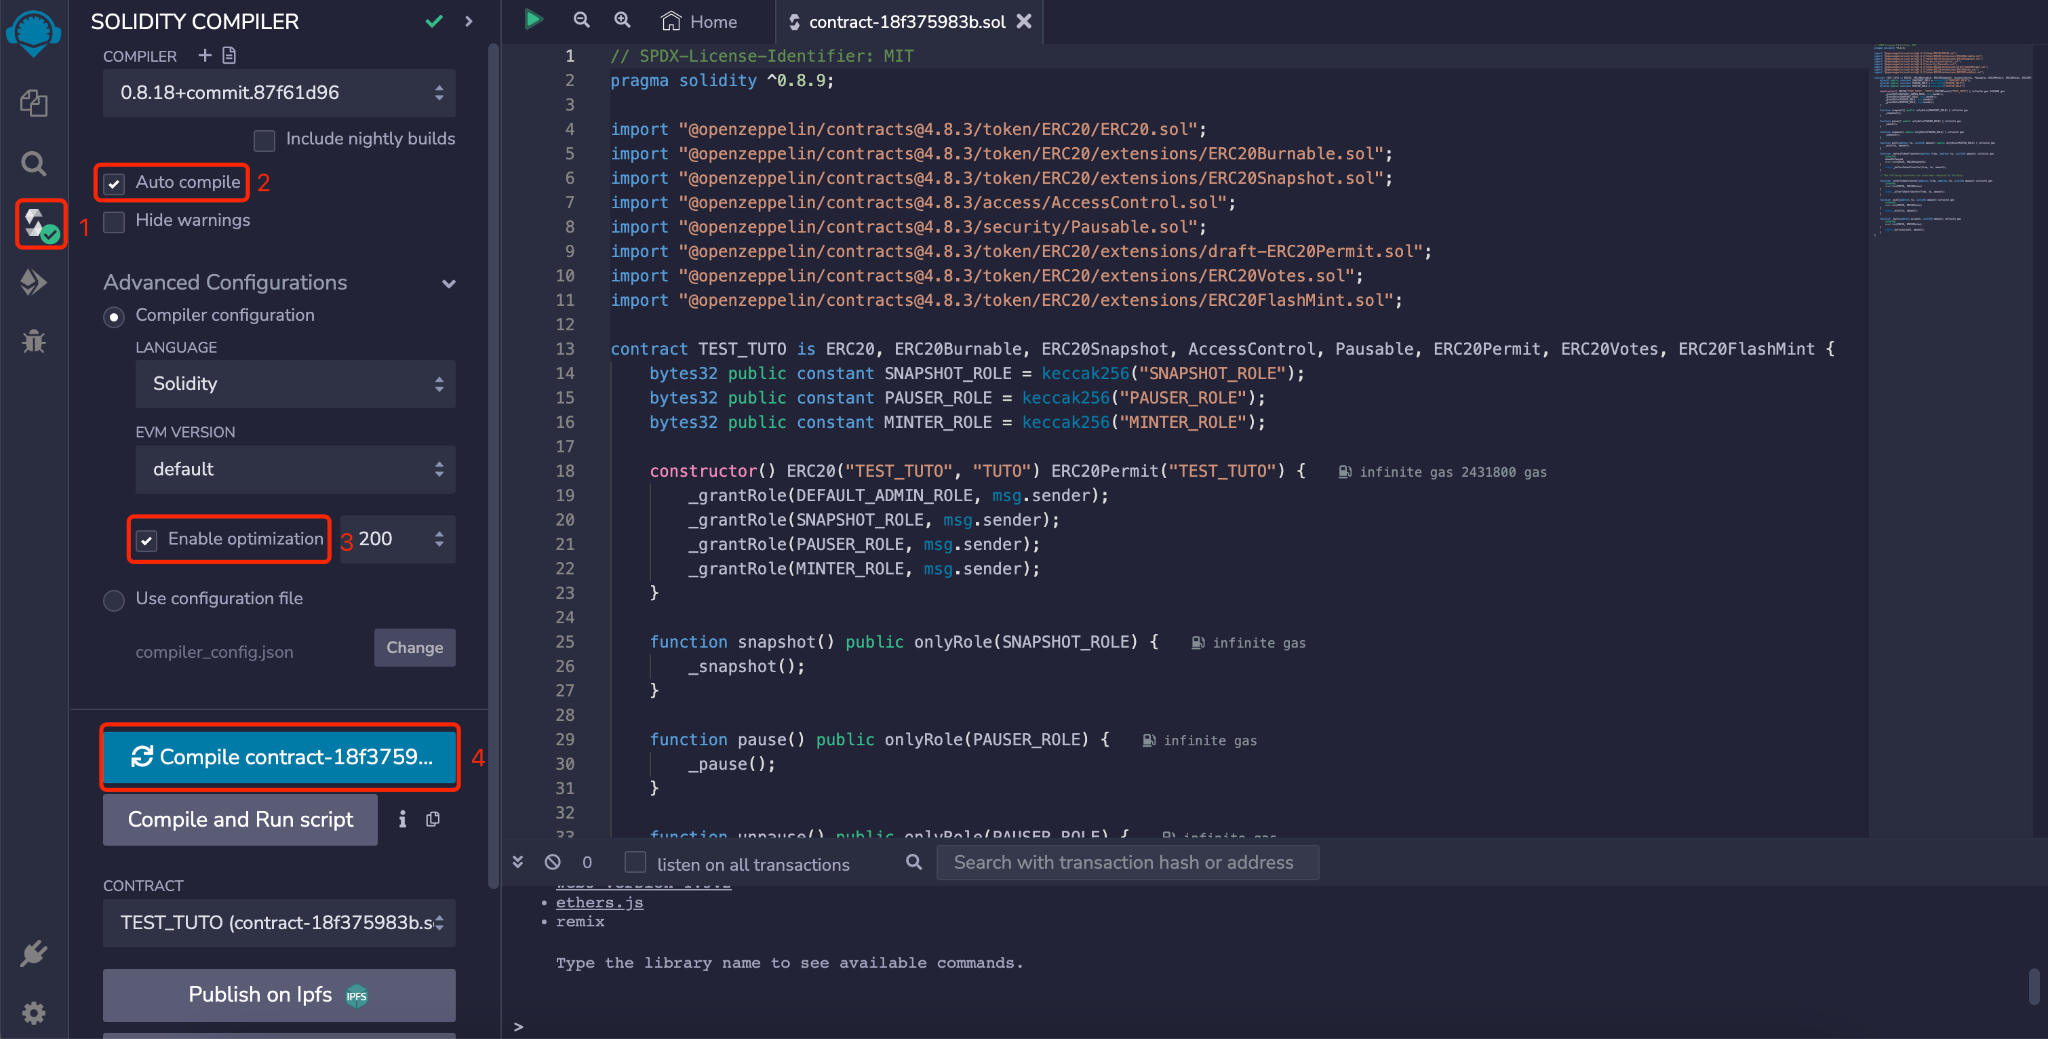 SOLIDITY COMPILER
COMPILER
0.8.18+commit.87f61d96
Include nightly builds
Auto compile 2
1
Hide warnings
Advanced Configurations
Compiler configuration
LANGUAGE
Solidity
EVM VERSION
default
Enable optimization 3 200
Use configuration file
compiler_config.json Change
Compile contract-18f3759... 4
Compile and Run script
CONTRACT
TEST_TUTO (contract-18f375983b.s
Publish on Ipfs IPFS
Home contract-18f375983b.sol
1 // SPDX-License-Identifier: MIT
2 pragma solidity ^0.8.9;
3
4 import "@openzeppelin/contracts@4.8.3/token/ERC20/ERC20.sol";
5 import "@openzeppelin/contracts@4.8.3/token/ERC20/extensions/ERC20Burnable.sol";
6 import "@openzeppelin/contracts@4.8.3/token/ERC20/extensions/ERC20Snapshot.sol";
7 import "@openzeppelin/contracts@4.8.3/access/AccessControl.sol";
8 import "@openzeppelin/contracts@4.8.3/security/Pausable.sol";
9 import "@openzeppelin/contracts@4.8.3/token/ERC20/extensions/draft-ERC20Permit.sol";
10 import "@openzeppelin/contracts@4.8.3/token/ERC20/extensions/ERC20Votes.sol";
11 import "@openzeppelin/contracts@4.8.3/token/ERC20/extensions/ERC20FlashMint.sol";
12
13 contract TEST_TUTO is ERC20, ERC20Burnable, ERC20Snapshot, AccessControl, Pausable, ERC20Permit, ERC20Votes, ERC20FlashMint {
14 bytes32 public constant SNAPSHOT_ROLE = keccak256("SNAPSHOT_ROLE");
15 bytes32 public constant PAUSER_ROLE = keccak256("PAUSER_ROLE");
16 bytes32 public constant MINTER_ROLE = keccak256("MINTER_ROLE");
17
18 constructor() ERC20("TEST_TUTO", "TUTO") ERC20Permit("TEST_TUTO") { infinite gas 2431800 gas
19 _grantRole(DEFAULT_ADMIN_ROLE, msg.sender);
20 _grantRole(SNAPSHOT_ROLE, msg.sender);
21 _grantRole(PAUSER_ROLE, msg.sender);
22 _grantRole(MINTER_ROLE, msg.sender);
23 }
24
25 function snapshot() public onlyRole(SNAPSHOT_ROLE) { infinite gas
26 _snapshot();
27 }
28
29 function pause() public onlyRole(PAUSER_ROLE) { infinite gas
30 _pause();
31 }
32
33 function unpause() public onlyRole(PAUSER_ROLE) { infinite gas
0 listen on all transactions Search with transaction hash or address
• ethers.js
• remix
Type the library name to see available commands.
>